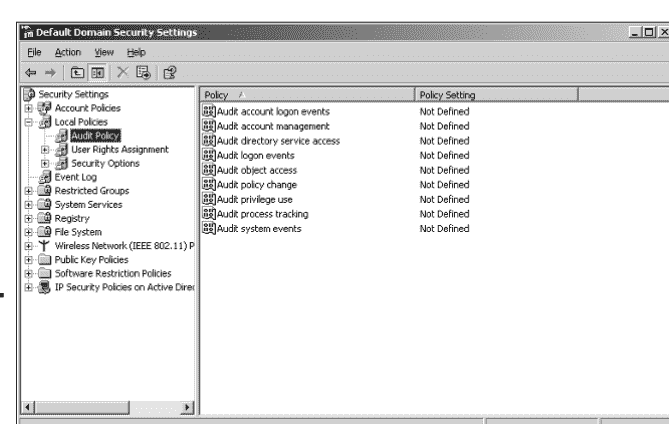 Default Domain Security Settings
File Action View Help
Security Settings
Account Policies
Local Policies
Audit Policy
User Rights Assignment
Security Options
Event Log
Restricted Groups
System Services
Registry
File System
Wireless Network (IEEE 802.11) P
Public Key Policies
Software Restriction Policies
IP Security Policies on Active Direc
Policy Policy Setting
Audit account logon events Not Defined
Audit account management Not Defined
Audit directory service access Not Defined
Audit logon events Not Defined
Audit object access Not Defined
Audit policy change Not Defined
Audit privilege use Not Defined
Audit process tracking Not Defined
Audit system events Not Defined